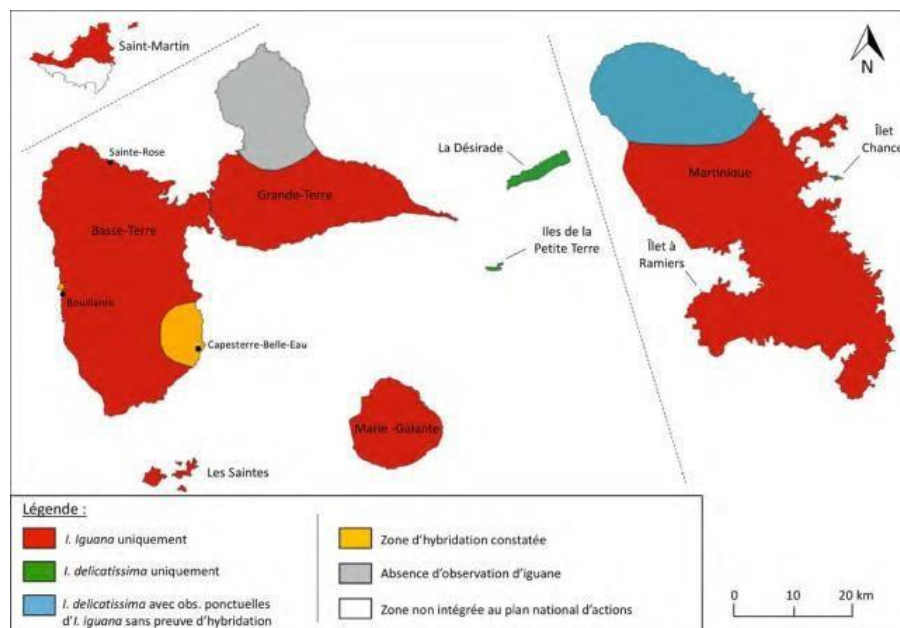 Saint-Martin
N
Sainte-Rose
La Désirade
Îlet
Chancel
Grande-Terre
Martinique
Basse-Terre
Iles de la
Petite Terre
Îlet à
Ramiers
Bouillante
Capesterre-Belle-Eau
Marie -Galante
Les Saintes
Légende :
I. Iguana uniquement
I. delicatissima uniquement
I. delicatissima avec obs. ponctuelles
d'I. iguana sans preuve d'hybridation
Zone d'hybridation constatée
Absence d'observation d'iguane
Zone non intégrée au plan national d'actions
0 10 20 km